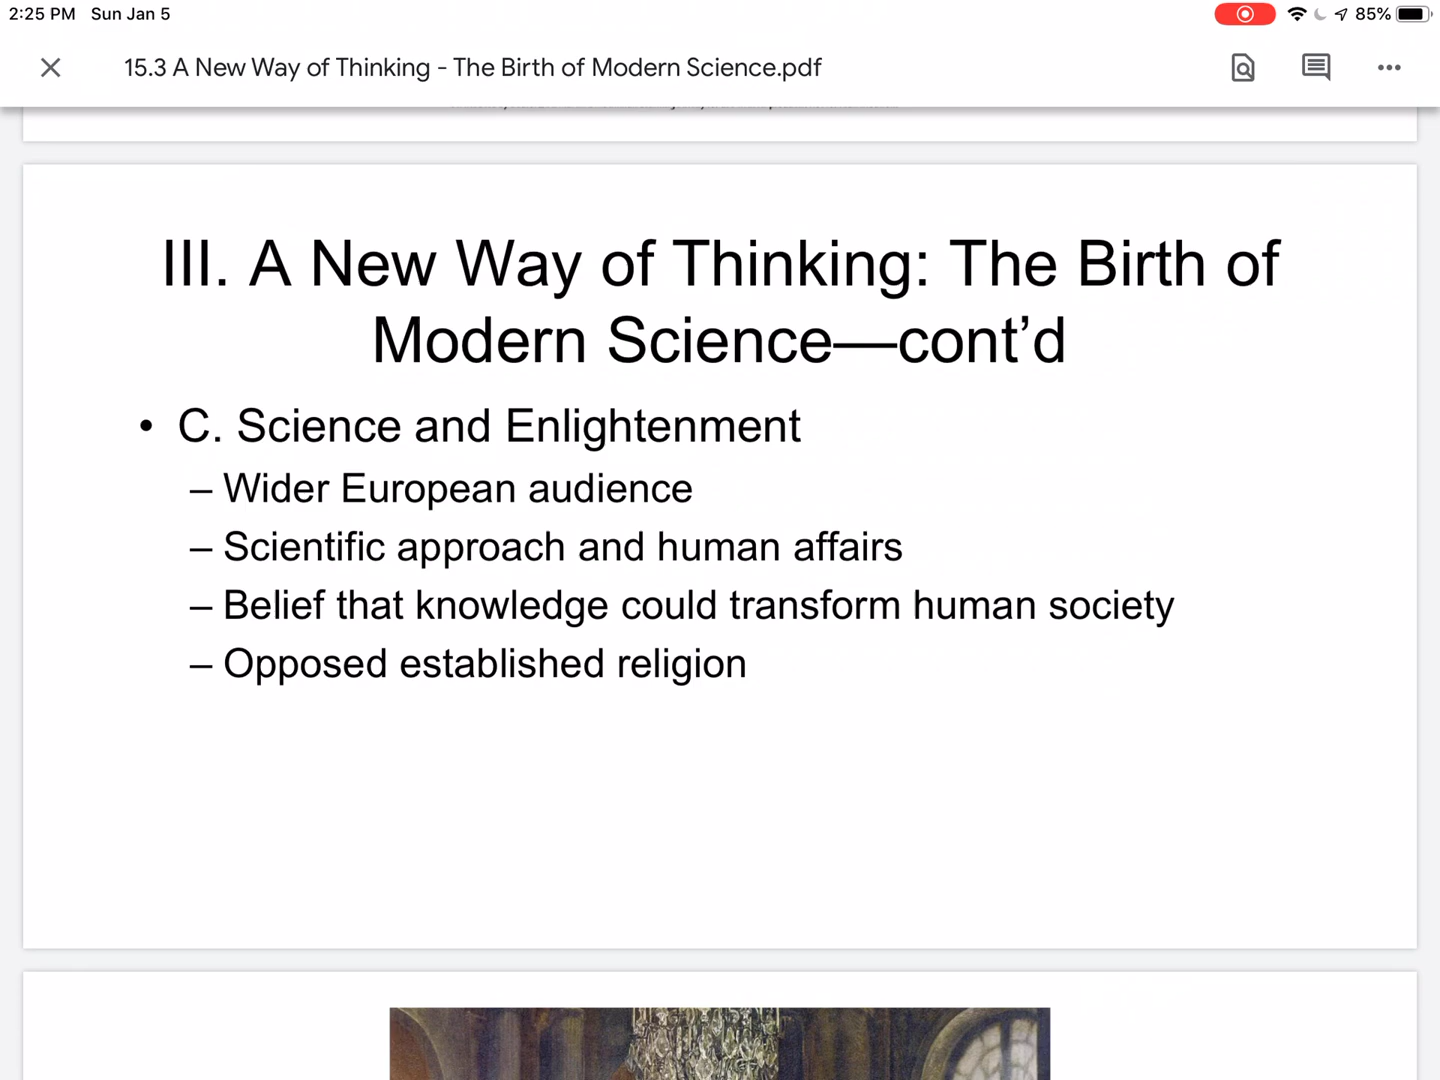 2:25 PM Sun Jan 5
85%
15.3 A New Way of Thinking - The Birth of Modern Science.pdf
III. A New Way of Thinking: The Birth of
Modern Science—cont’d
• C. Science and Enlightenment
– Wider European audience
– Scientific approach and human affairs
– Belief that knowledge could transform human society
– Opposed established religion